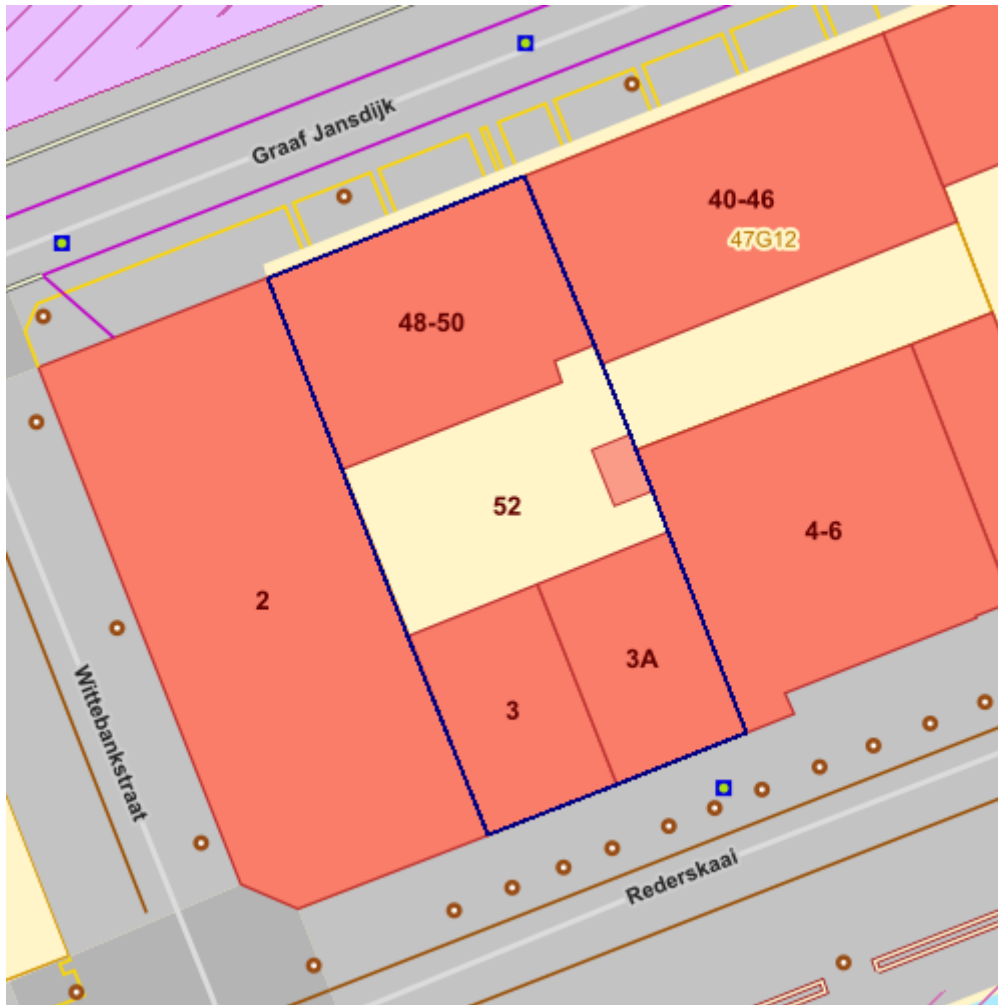 Graaf Jansdijk
40-46
47G12
48-50
52
4-6
2
3A
3
Wittebankstraat
Rederskaai